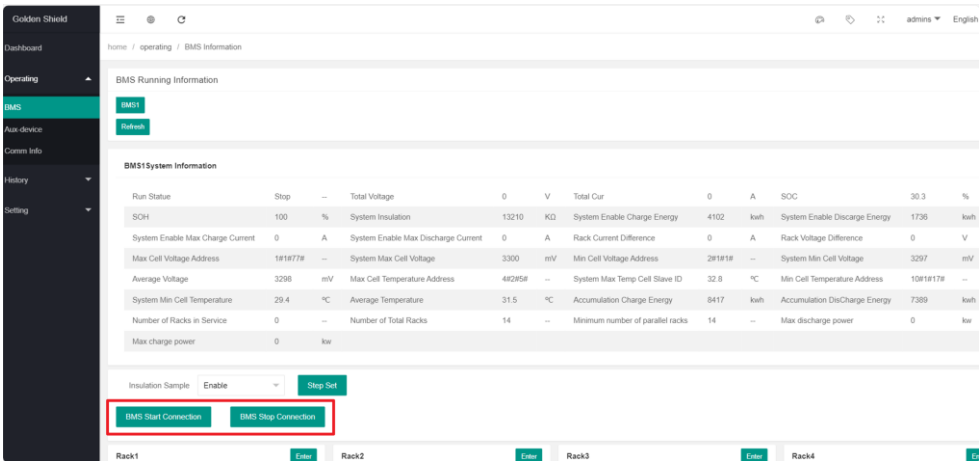 Golden Shield
admins English
Dashboard
home / operating / BMS Information
Operating
BMS Running Information
BMS
BMS1
Aux-device
Refresh
Comm Info
BMS1System Information
History
Run Statue Stop -- Total Voltage 0 V Total Cur 0 A SOC 30.3 %
Setting
SOH 100 % System Insulation 13210 KΩ System Enable Charge Energy 4102 kwh System Enable Discarge Energy 1736 kwh
System Enable Max Charge Current 0 A System Enable Max Discharge Current 0 A Rack Current Difference 0 A Rack Voltage Difference 0 V
Max Cell Voltage Address 1#1#77# -- System Max Cell Voltage 3300 mV Min Cell Voltage Address 2#1#1# -- System Min Cell Voltage 3297 mV
Average Voltage 3298 mV Max Cell Temperature Address 4#2#5# -- System Max Temp Cell Slave ID 32.8 ºC Min Cell Temperature Address 10#1#17# --
System Min Cell Temperature 29.4 ºC Average Temperature 31.5 ºC Accumulation Charge Energy 8417 kwh Accumulation DisCharge Energy 7389 kwh
Number of Racks in Service 0 -- Number of Total Racks 14 -- Minimum number of parallel racks 14 -- Max discharge power 0 kw
Max charge power 0 kw
Insulation Sample Enable Step Set
BMS Start Connection BMS Stop Connection
Rack1 Enter Rack2 Enter Rack3 Enter Rack4